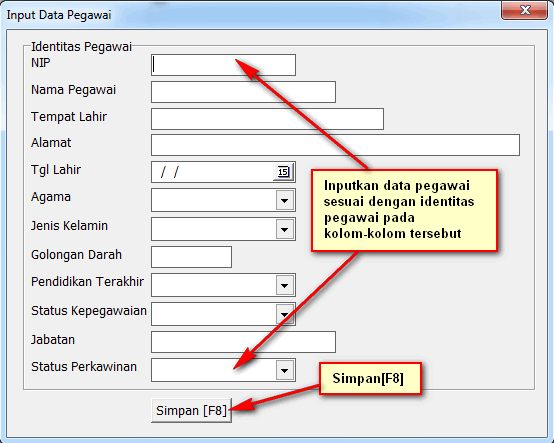 Input Data Pegawai
Identitas Pegawai
NIP
Nama Pegawai
Tempat Lahir
Alamat
Tgl Lahir
/ /
15
Agama
Jenis Kelamin
Golongan Darah
Pendidikan Terakhir
Status Kepegawaian
Jabatan
Status Perkawinan
Inputkan data pegawai
sesuai dengan identitas
pegawai pada
kolom-kolom tersebut
Simpan[F8]
Simpan [F8]